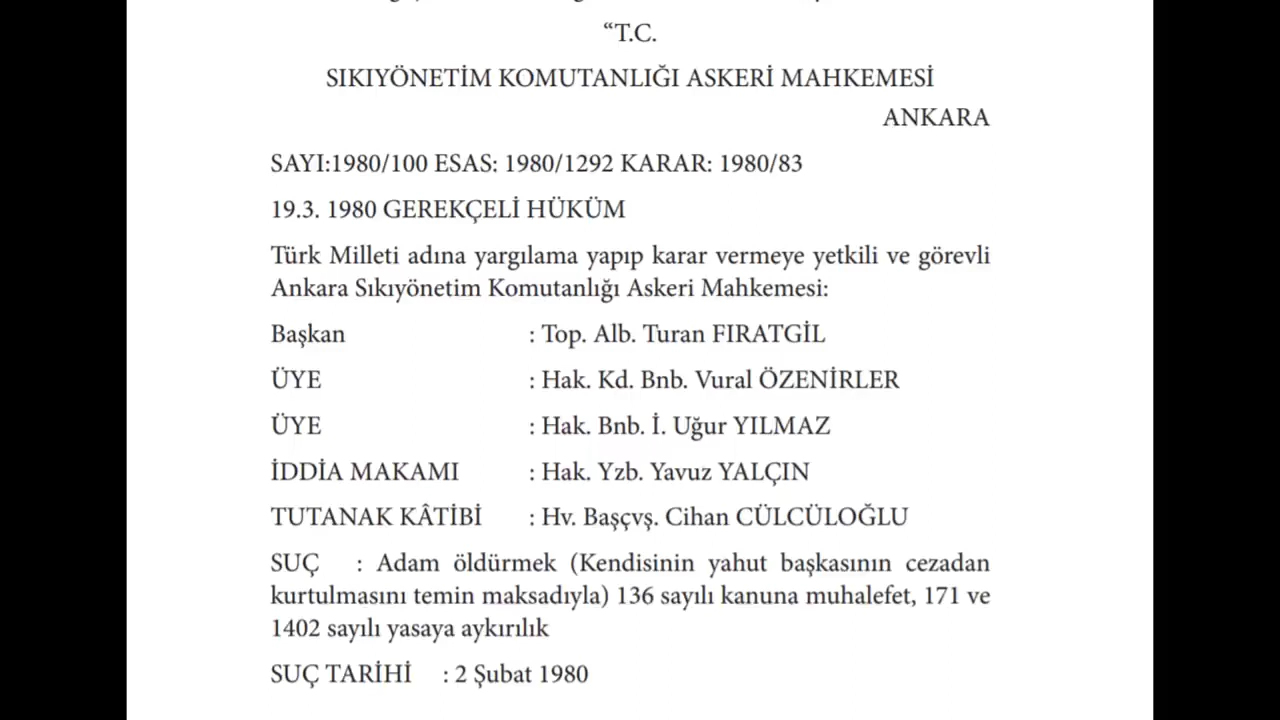 “T.C.
SIKIYÖNETİM KOMUTANLIĞI ASKERİ MAHKEMESİ
ANKARA
SAYI:1980/100 ESAS: 1980/1292 KARAR: 1980/83
19.3. 1980 GEREKÇELİ HÜKÜM
Türk Milleti adına yargılama yapıp karar vermeye yetkili ve görevli
Ankara Sıkıyönetim Komutanlığı Askeri Mahkemesi:
Başkan : Top. Alb. Turan FIRATGİL
ÜYE : Hak. Kd. Bnb. Vural ÖZENİRLER
ÜYE : Hak. Bnb. İ. Uğur YILMAZ
İDDİA MAKAMI : Hak. Yzb. Yavuz YALÇIN
TUTANAK KÂTİBİ : Hv. Başçvş. Cihan CÜLCÜLOĞLU
SUÇ : Adam öldürmek (Kendisinin yahut başkasının cezadan
kurtulmasını temin maksadıyla) 136 sayılı kanuna muhalefet, 171 ve
1402 sayılı yasaya aykırılık
SUÇ TARİHİ : 2 Şubat 1980